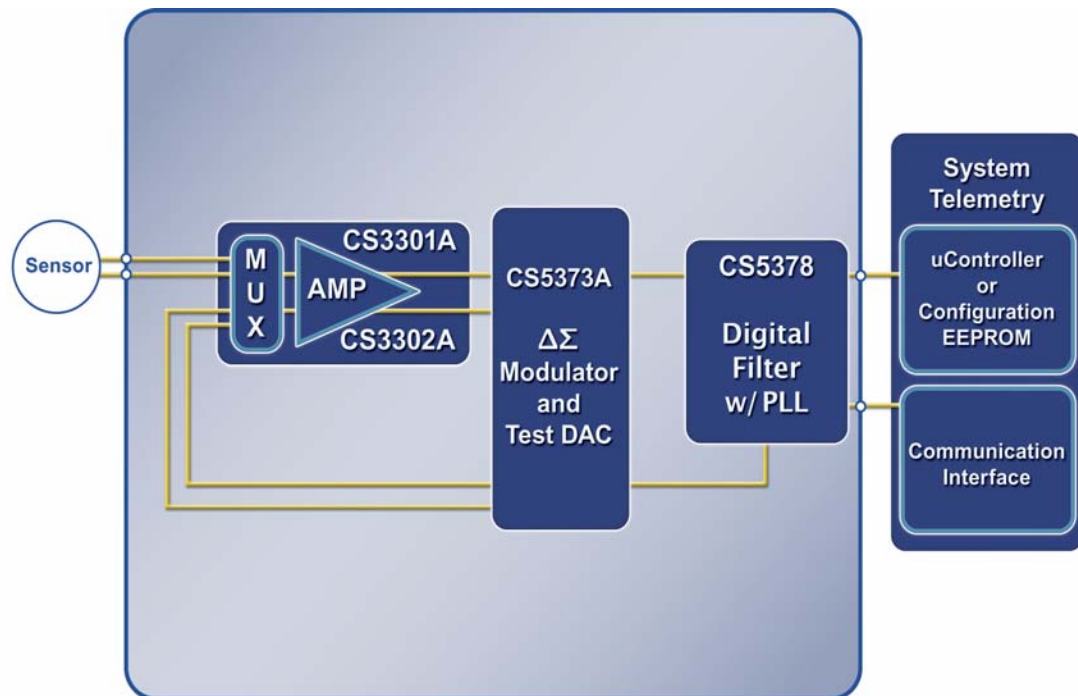 Sensor
M
U
X
AMP
CS3301A
CS3302A
CS5373A
ΔΣ
Modulator
and
Test DAC
CS5378
Digital
Filter
w/ PLL
System
Telemetry
uController
or
Configuration
EEPROM
Communication
Interface